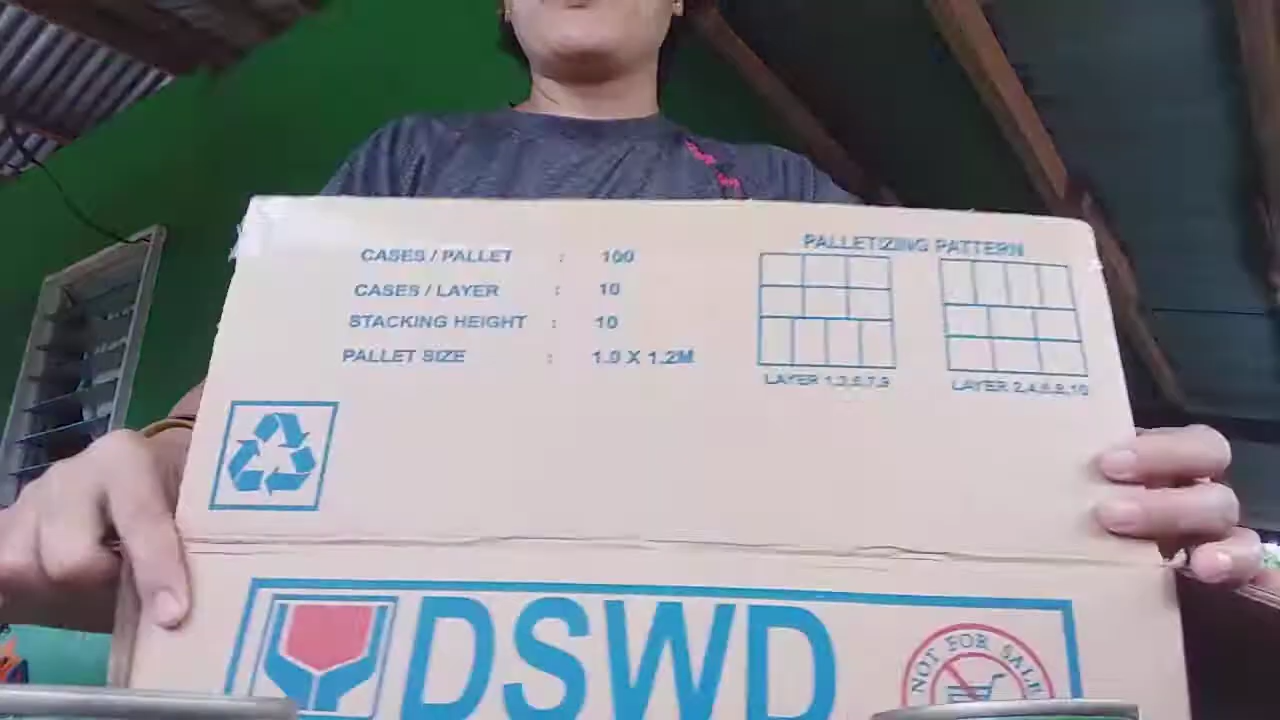 CASES / PALLET : 100
CASES / LAYER : 10
STACKING HEIGHT : 10
PALLET SIZE : 1.0 X 1.2M
PALLETIZING PATTERN
LAYER 1,3,5,7,9
LAYER 2,4,6,8,10
DSWD
NOT FOR SALE